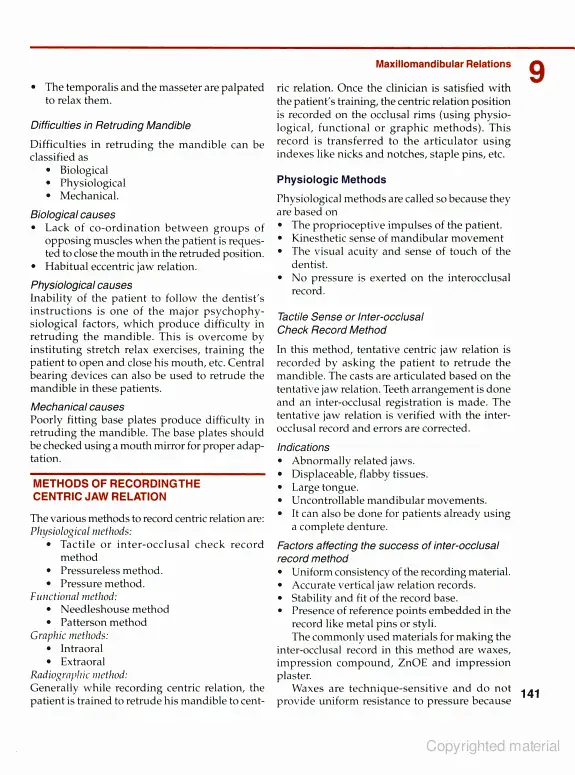 Maxillomandibular Relations
9
• The temporalis and the masseter are palpated
to relax them.
Difficulties in Retruding Mandible
Difficulties in retruding the mandible can be
classified as
• Biological
• Physiological
• Mechanical.
Biological causes
• Lack of co-ordination between groups of
opposing muscles when the patient is reques-
ted to close the mouth in the retruded position.
• Habitual eccentric jaw relation.
Physiological causes
Inability of the patient to follow the dentist's
instructions is one of the major psychophy-
siological factors, which produce difficulty in
retruding the mandible. This is overcome by
instituting stretch relax exercises, training the
patient to open and close his mouth, etc. Central
bearing devices can also be used to retrude the
mandible in these patients.
Mechanical causes
Poorly fitting base plates produce difficulty in
retruding the mandible. The base plates should
be checked using a mouth mirror for proper adap-
tation.
METHODS OF RECORDING THE
CENTRIC JAW RELATION
The various methods to record centric relation are:
Physiological methods:
• Tactile or inter-occlusal check record
method
• Pressureless method.
• Pressure method.
Functional method:
• Needleshouse method
• Patterson method
Graphic methods:
• Intraoral
• Extraoral
Radiographic method:
Generally while recording centric relation, the
patient is trained to retrude his mandible to cent-
ric relation. Once the clinician is satisfied with
the patient's training, the centric relation position
is recorded on the occlusal rims (using physio-
logical, functional or graphic methods). This
record is transferred to the articulator using
indexes like nicks and notches, staple pins, etc.
Physiologic Methods
Physiological methods are called so because they
are based on
• The proprioceptive impulses of the patient.
• Kinesthetic sense of mandibular movement
• The visual acuity and sense of touch of the
dentist.
• No pressure is exerted on the interocclusal
record.
Tactile Sense or Inter-occlusal
Check Record Method
In this method, tentative centric jaw relation is
recorded by asking the patient to retrude the
mandible. The casts are articulated based on the
tentative jaw relation. Teeth arrangement is done
and an inter-occlusal registration is made. The
tentative jaw relation is verified with the inter-
occlusal record and errors are corrected.
Indications
• Abnormally related jaws.
• Displaceable, flabby tissues.
• Large tongue.
• Uncontrollable mandibular movements.
• It can also be done for patients already using
a complete denture.
Factors affecting the success of inter-occlusal
record method
• Uniform consistency of the recording material.
• Accurate vertical jaw relation records.
• Stability and fit of the record base.
• Presence of reference points embedded in the
record like metal pins or styli.
The commonly used materials for making the
inter-occlusal record in this method are waxes,
impression compound, ZnOE and impression
plaster.
Waxes are technique-sensitive and do not
provide uniform resistance to pressure because
141
Copyrighted material